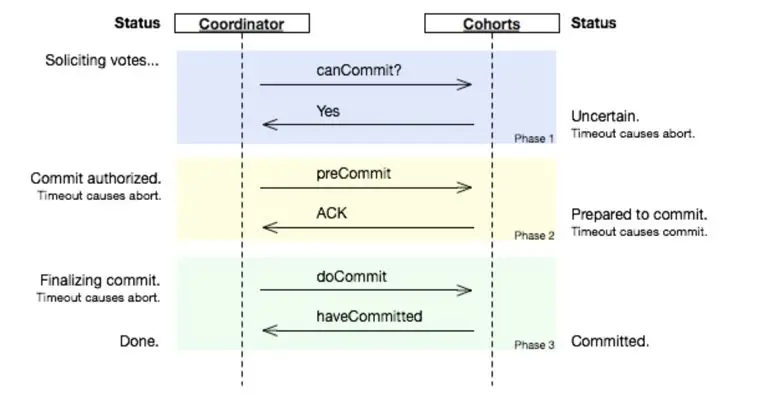 Status
Coordinator
Cohorts
Status
Soliciting votes...
canCommit?
Yes
Uncertain.
Timeout causes abort.
Phase 1
Commit authorized.
Timeout causes abort.
preCommit
ACK
Prepared to commit.
Timeout causes commit.
Phase 2
Finalizing commit.
Timeout causes abort.
doCommit
haveCommitted
Done.
Phase 3
Committed.